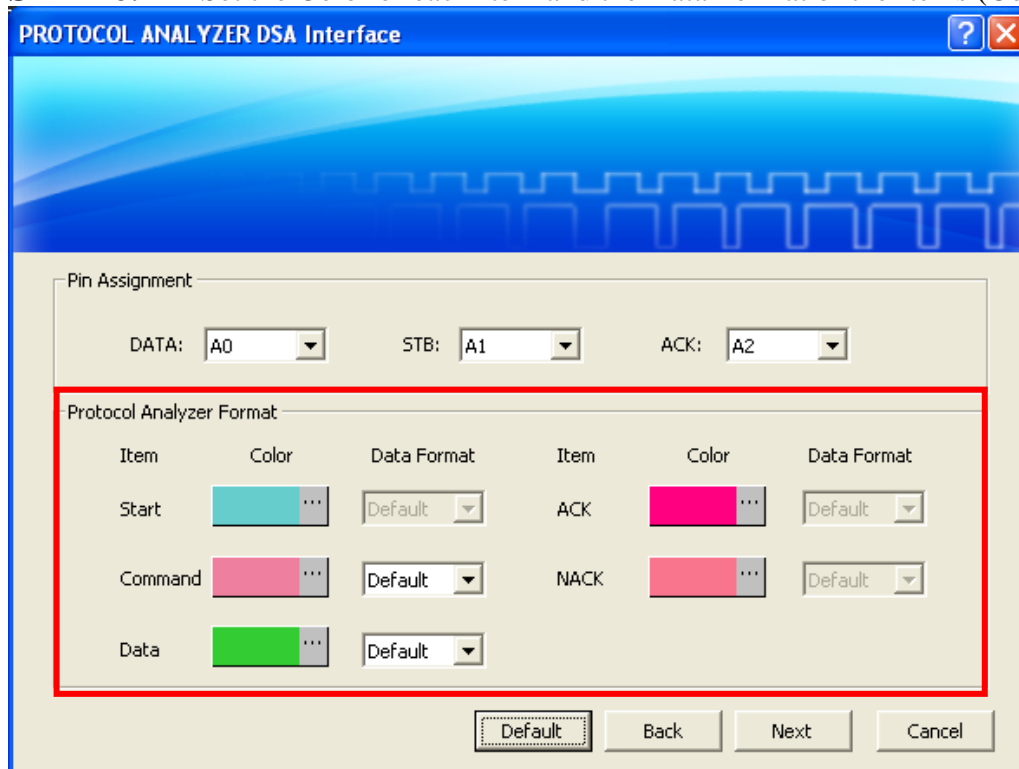 PROTOCOL ANALYZER DSA Interface
Pin Assignment
DATA: A0 STB: A1 ACK: A2
Protocol Analyzer Format
Item Color Data Format Item Color Data Format
Start ... Default ACK ... Default
Command ... Default NACK ... Default
Data ... Default
Default Back Next Cancel